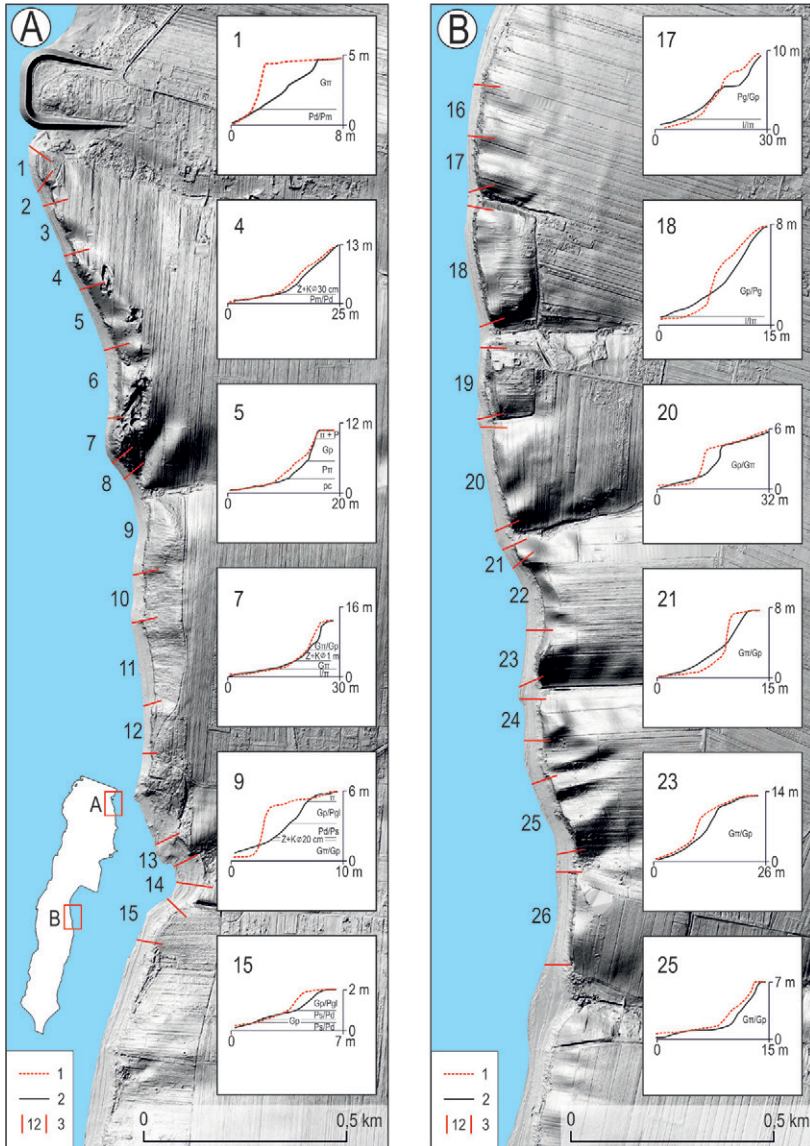 A
1
5 m
Gπ
Pd/Pm
0
0
8 m
4
13 m
Ż+K∅30 cm
Pm/Pd
0
0
25 m
5
12 m
π + P
Gp
Pπ
pc
0
0
20 m
7
16 m
Gπ/Gp
Ż+K∅1 m
Gπ
I/π
0
0
30 m
9
6 m
π
Gp/Pgl
Pd/Ps
Ż+K∅20 cm
Gπ/Gp
0
0
10 m
15
2 m
Gp/Pgl
Ps/Pd
Gp
Ps/Pd
0
0
7 m
1
2
3
4
5
6
7
8
9
10
11
12
13
14
15
A
B
1
2
12 3
0 0,5 km
B
17
10 m
Pg/Gp
I/π
0
0
30 m
18
8 m
Gp/Pg
I/π
0
0
15 m
20
6 m
Gp/Gπ
0
0
32 m
21
8 m
Gπ/Gp
0
0
15 m
23
14 m
Gπ/Gp
0
0
26 m
25
7 m
Gπ/Gp
0
0
15 m
16
17
18
19
20
21
22
23
24
25
26
1
2
12 3
0 0,5 km